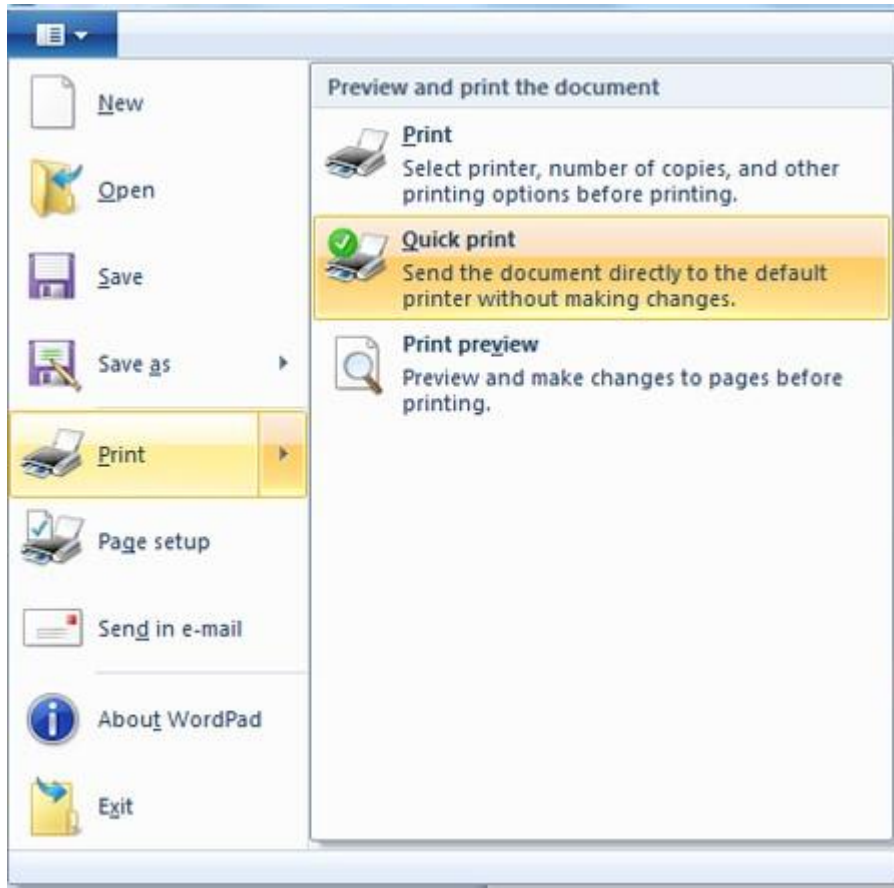 New
Open
Save
Save as
Print
Page setup
Send in e-mail
About WordPad
Exit
Preview and print the document
Print
Select printer, number of copies, and other
printing options before printing.
Quick print
Send the document directly to the default
printer without making changes.
Print preview
Preview and make changes to pages before
printing.